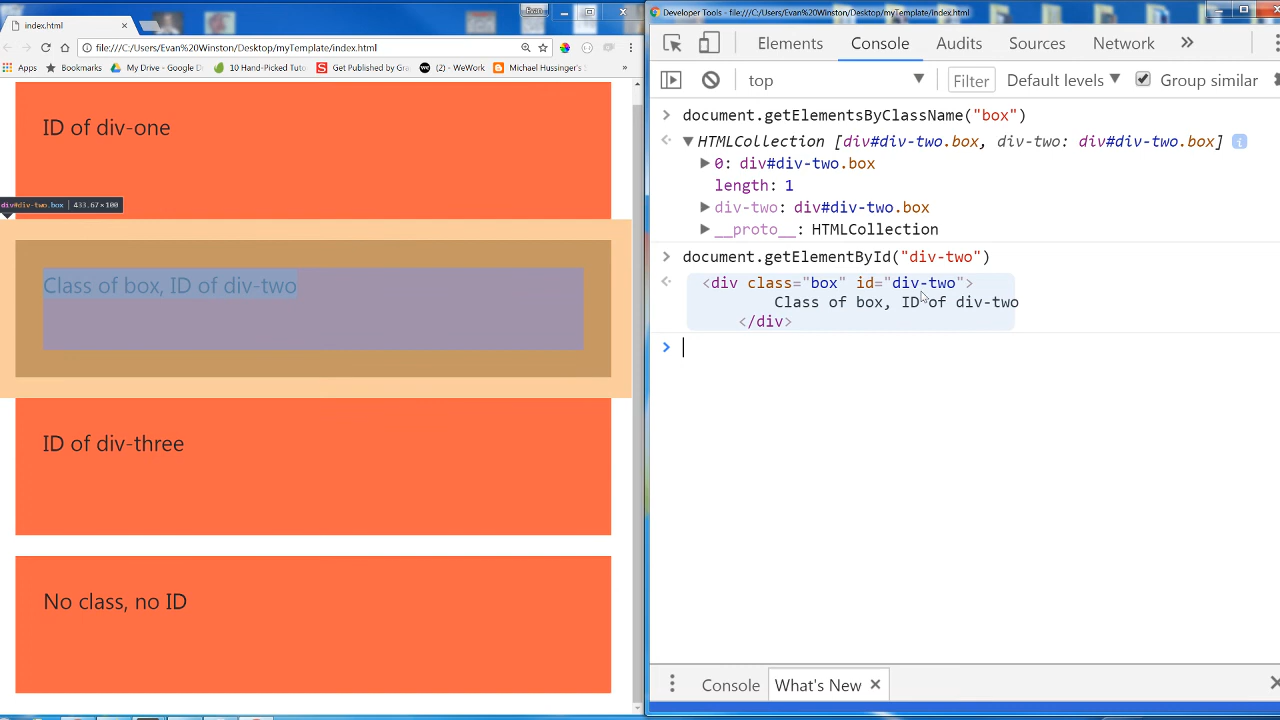 index.html
Evan
file:///C:/Users/Evan%20Winston/Desktop/myTemplate/index.html
Apps
Bookmarks
My Drive - Google D
10 Hand-Picked Tuto
Get Published by Gra
(2) - WeWork
Michael Hussinger's
»
ID of div-one
div#div-two.box | 433.67×100
Class of box, ID of div-two
ID of div-three
No class, no ID
Developer Tools - file:///C:/Users/Evan%20Winston/Desktop/myTemplate/index.html
Elements Console Audits Sources Network »
top Filter Default levels Group similar
document.getElementsByClassName("box")
HTMLCollection [div#div-two.box, div-two: div#div-two.box]
0: div#div-two.box
length: 1
div-two: div#div-two.box
__proto__: HTMLCollection
document.getElementById("div-two")
<div class="box" id="div-two">
Class of box, ID of div-two
</div>
Console What's New